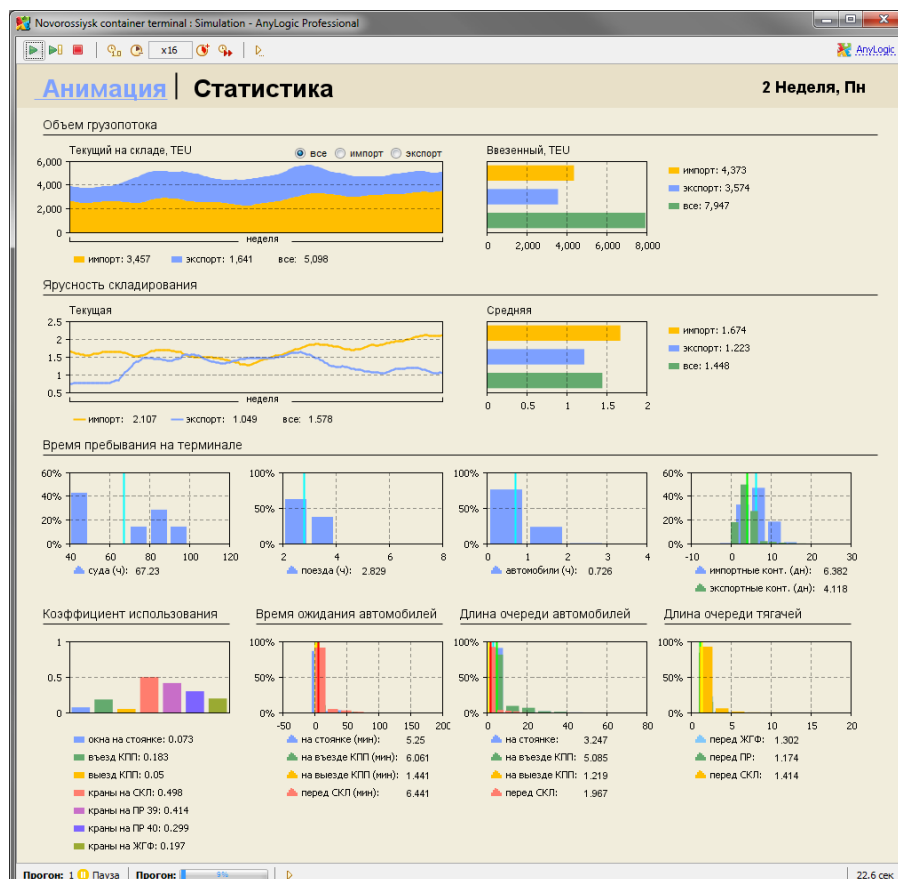 Novorossiysk container terminal : Simulation - AnyLogic Professional
x16 AnyLogic
Анимация Статистика 2 Неделя, Пн
Объем грузопотока
Текущий на складе, TEU все импорт экспорт
6,000
4,000
2,000
0
неделя
импорт: 3,457 экспорт: 1,641 все: 5,098
Ввезенный, TEU
импорт: 4,373
экспорт: 3,574
все: 7,947
0 2,000 4,000 6,000 8,000
Ярусность складирования
Текущая
2.5
2
1.5
1
0.5
неделя
импорт: 2.107 экспорт: 1.049 все: 1.578
Средняя
импорт: 1.674
экспорт: 1.223
все: 1.448
0 0.5 1 1.5 2
Время пребывания на терминале
60%
40%
20%
0%
40 60 80 100 120
суда (ч): 67.23
100%
50%
0%
2 4 6 8
поезда (ч): 2.829
100%
50%
0%
0 1 2 3 4
автомобили (ч): 0.726
60%
40%
20%
0%
-10 0 10 20 30
импортные конт. (дн) 6.382
экспортные конт. (дн) 4.118
Коэффициент использования
1
0.5
0
окна на стоянке: 0.073
въезд КПП: 0.183
выезд КПП: 0.05
краны на СКЛ: 0.498
краны на ПР 39: 0.414
краны на ПР 40: 0.299
краны на ЖГФ: 0.197
Время ожидания автомобилей
100%
50%
0%
-50 0 50 100 150 200
на стоянке (мин): 5.25
на въезде КПП (мин): 6.061
на выезде КПП (мин): 1.441
перед СКЛ (мин): 6.441
Длина очереди автомобилей
100%
50%
0%
0 20 40 60 80
на стоянке: 3.247
на въезде КПП: 5.085
на выезде КПП: 1.219
перед СКЛ: 1.967
Длина очереди тягачей
100%
50%
0%
0 5 10 15 20
перед ЖГФ: 1.302
перед ПР: 1.174
перед СКЛ: 1.414
Прогон: 1 Пауза Прогон: 9% 22.6 сек